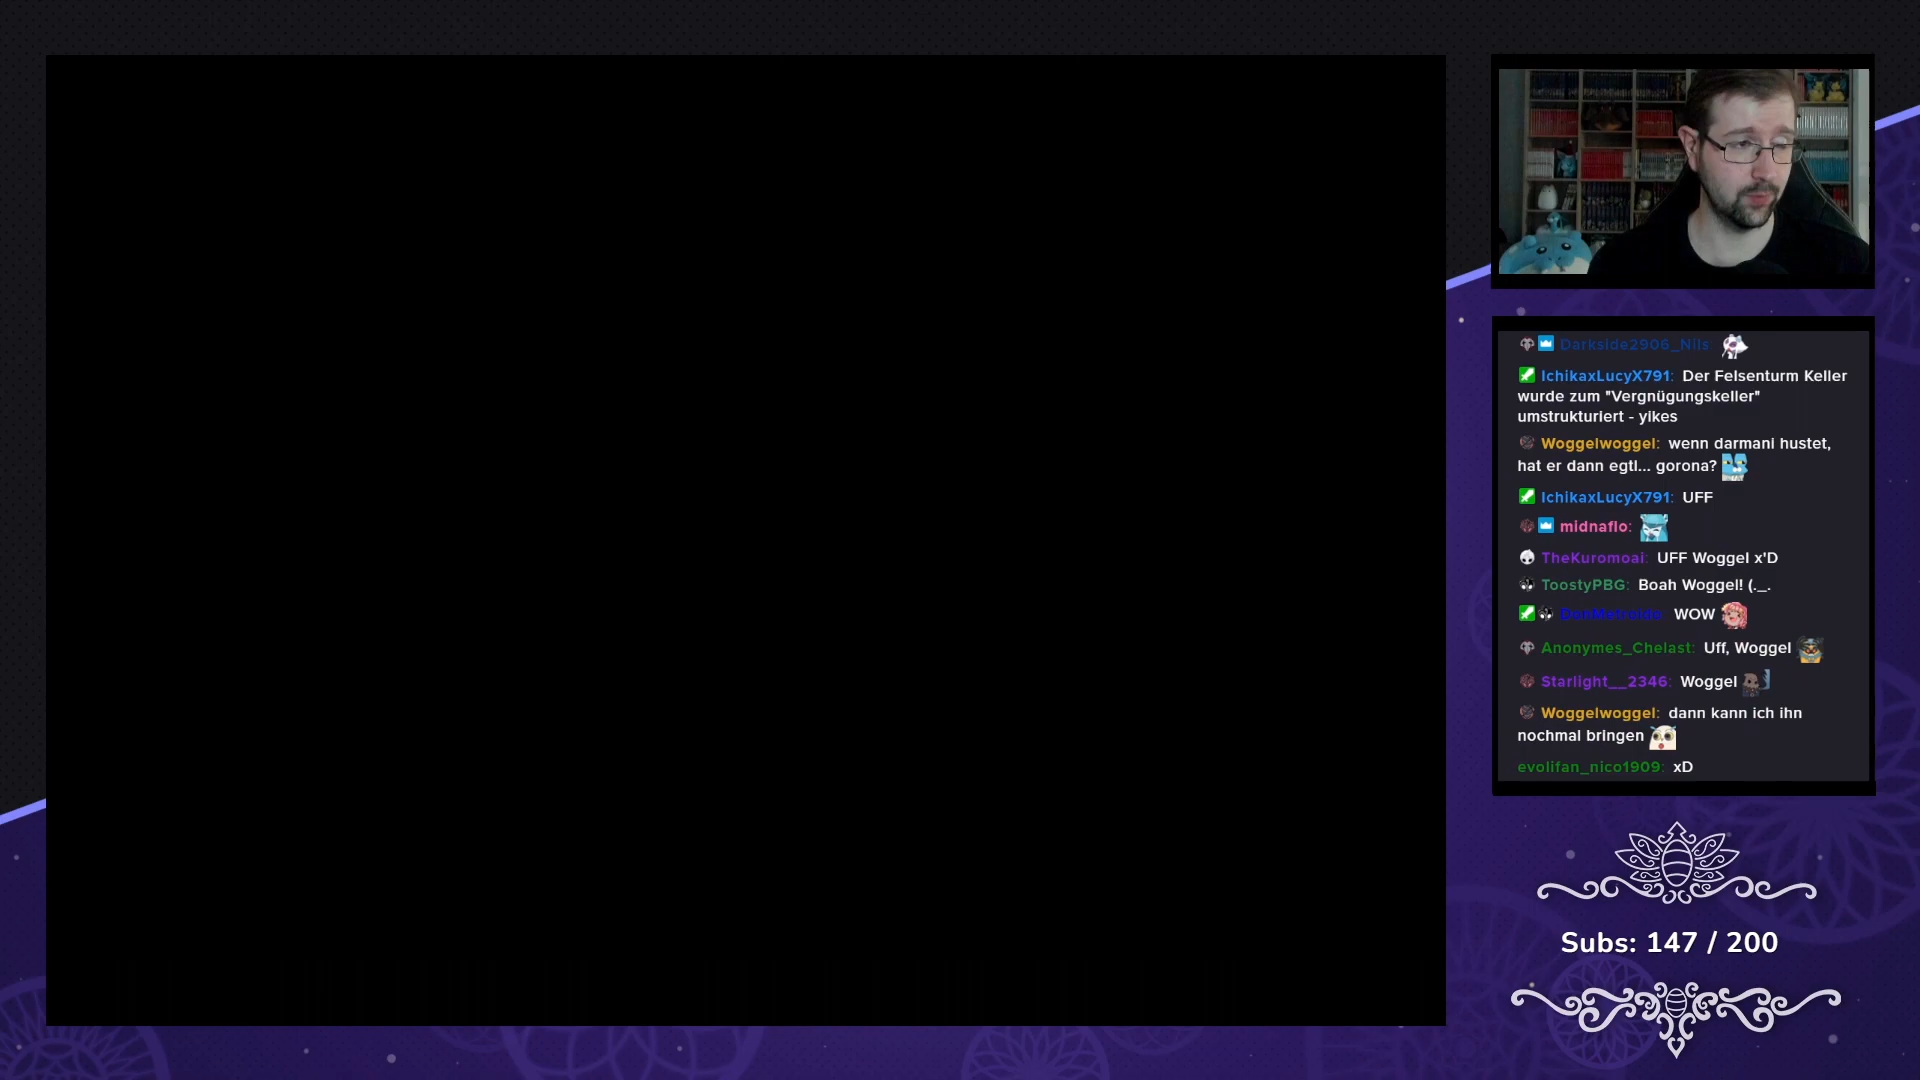 Darkside2906_Nils:
IchikaxLucyX791: Der Felsenturm Keller
wurde zum "Vergnügungskeller"
umstrukturiert - yikes
Woggelwoggel: wenn darmani hustet,
hat er dann egtl... gorona?
IchikaxLucyX791: UFF
midnaflo:
TheKuromoai: UFF Woggel x'D
ToostyPBG: Boah Woggel! (._.
DerMetroide: WOW
Anonymes_Chelast: Uff, Woggel
Starlight__2346: Woggel
Woggelwoggel: dann kann ich ihn
nochmal bringen
evolifan_nico1909: xD
Subs: 147 / 200